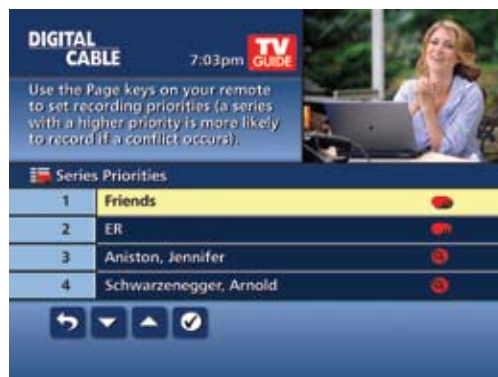 DIGITAL
CABLE
7:03pm
TV
GUIDE
Use the Page keys on your remote
to set recording priorities (a series
with a higher priority is more likely
to record if a conflict occurs).
Series Priorities
1 Friends
2 ER
3 Aniston, Jennifer
4 Schwarzenegger, Arnold